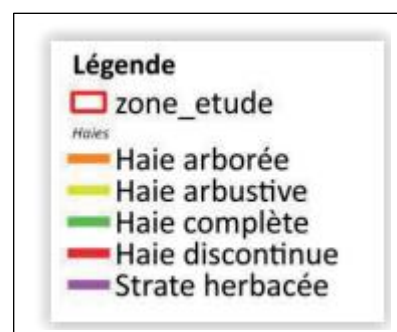 Légende
zone_etude
Haies
Haie arborée
Haie arbustive
Haie complète
Haie discontinue
Strate herbacée